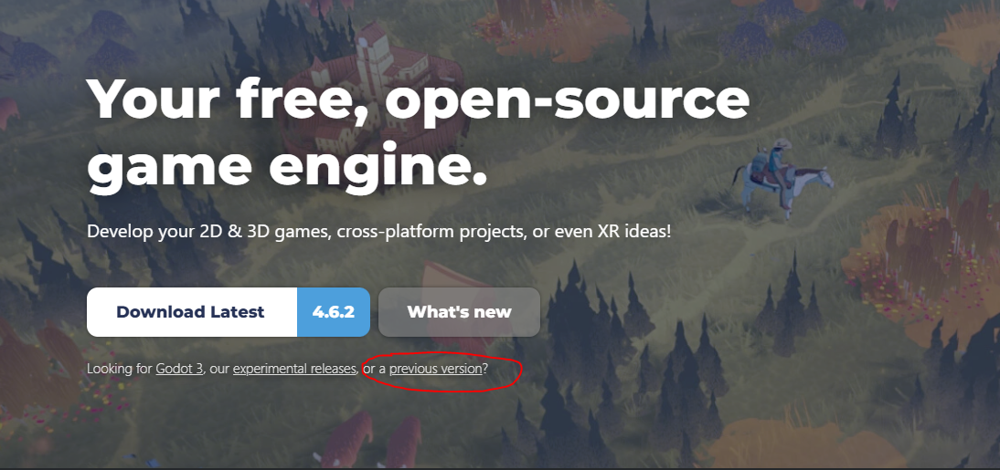 Your free, open-source
game engine.
Develop your 2D & 3D games, cross-platform projects, or even XR ideas!
Download Latest 4.6.2 What's new
Looking for Godot 3, our experimental releases, or a previous version?